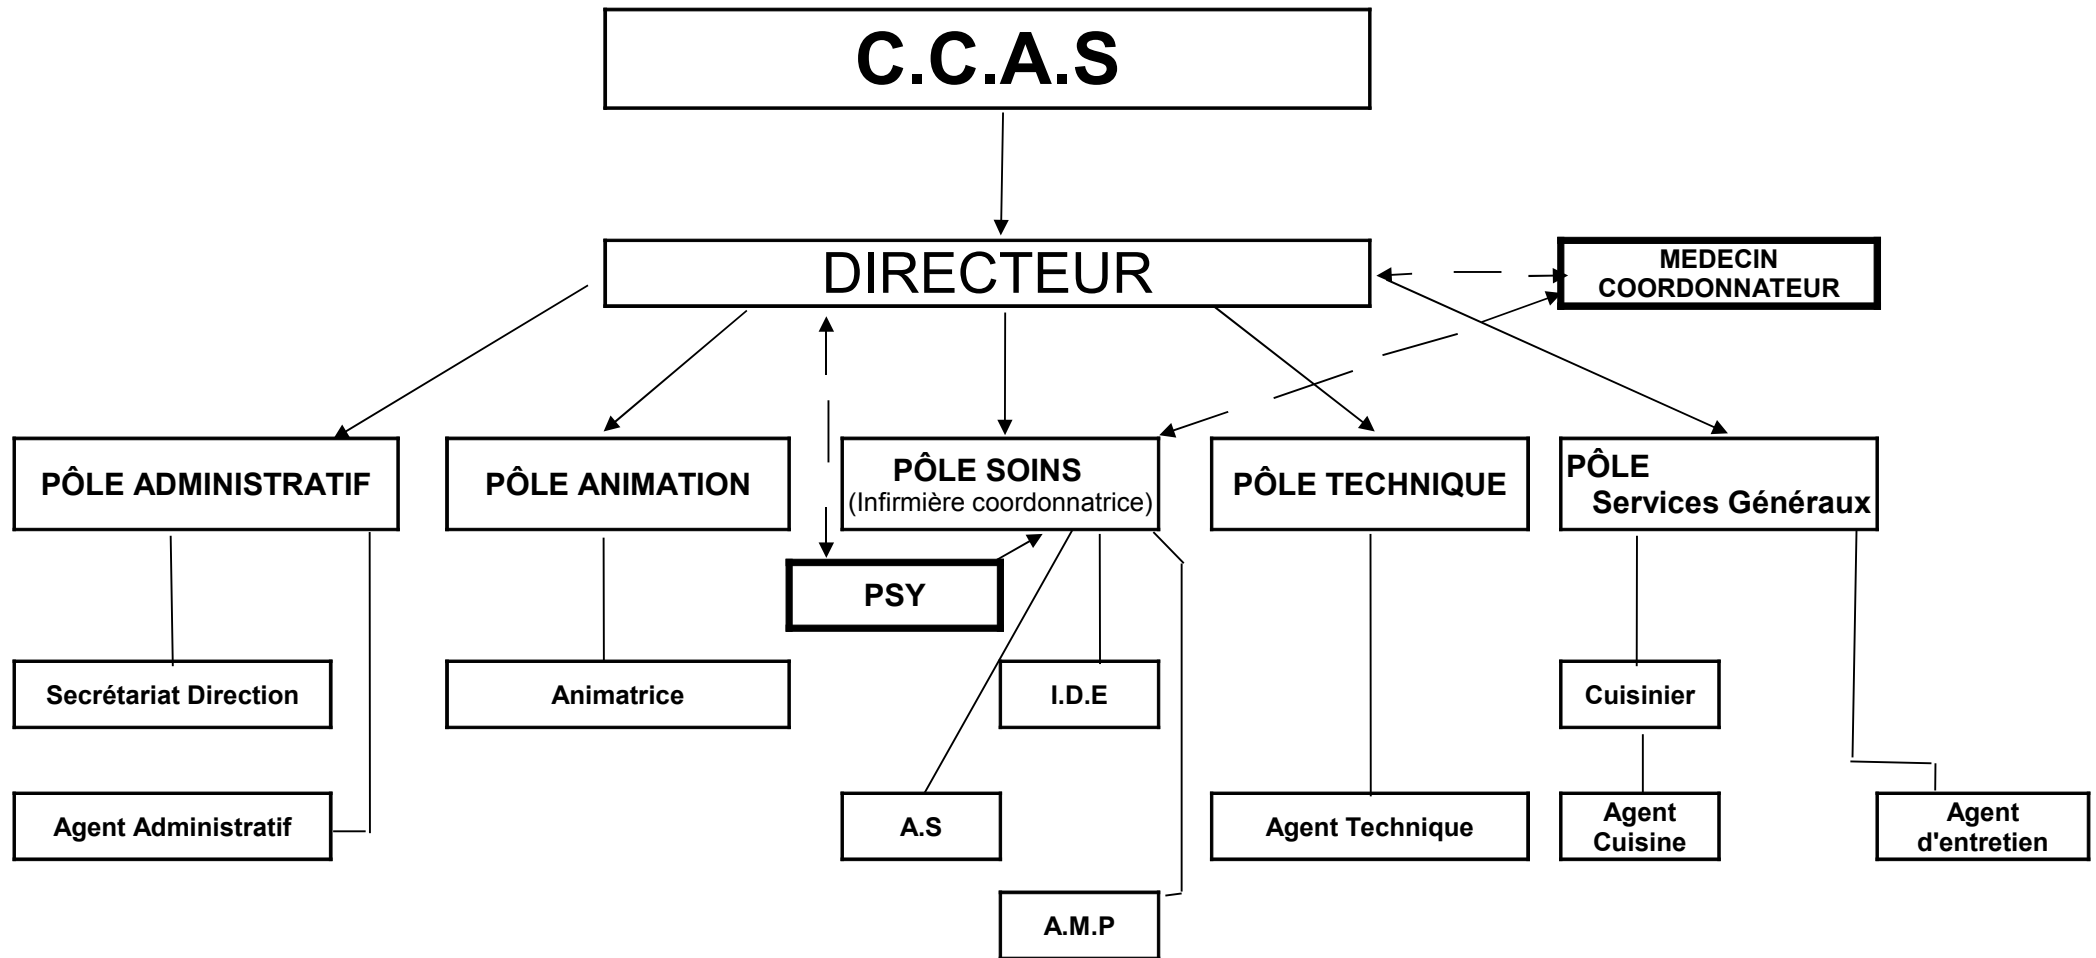 C.C.A.S
DIRECTEUR
MEDECIN
COORDONNATEUR
PÔLE ADMINISTRATIF
PÔLE ANIMATION
PÔLE SOINS
(Infirmière coordonnatrice)
PÔLE TECHNIQUE
PÔLE
Services Généraux
PSY
Secrétariat Direction
Animatrice
I.D.E
Cuisinier
Agent Administratif
A.S
Agent Technique
Agent
Cuisine
Agent
d'entretien
A.M.P